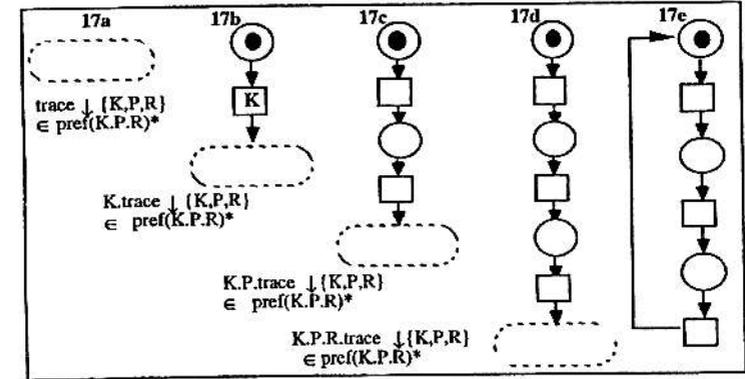 17a 17b 17c 17d 17e
K
trace ↓ {K,P,R}
∈ pref(K.P.R)*
K.trace ↓ {K,P,R}
∈ pref(K.P.R)*
K.P.trace ↓{K,P,R}
∈ pref(K.P.R)*
K.P.R.trace ↓{K,P,R}
∈ pref(K.P.R)*